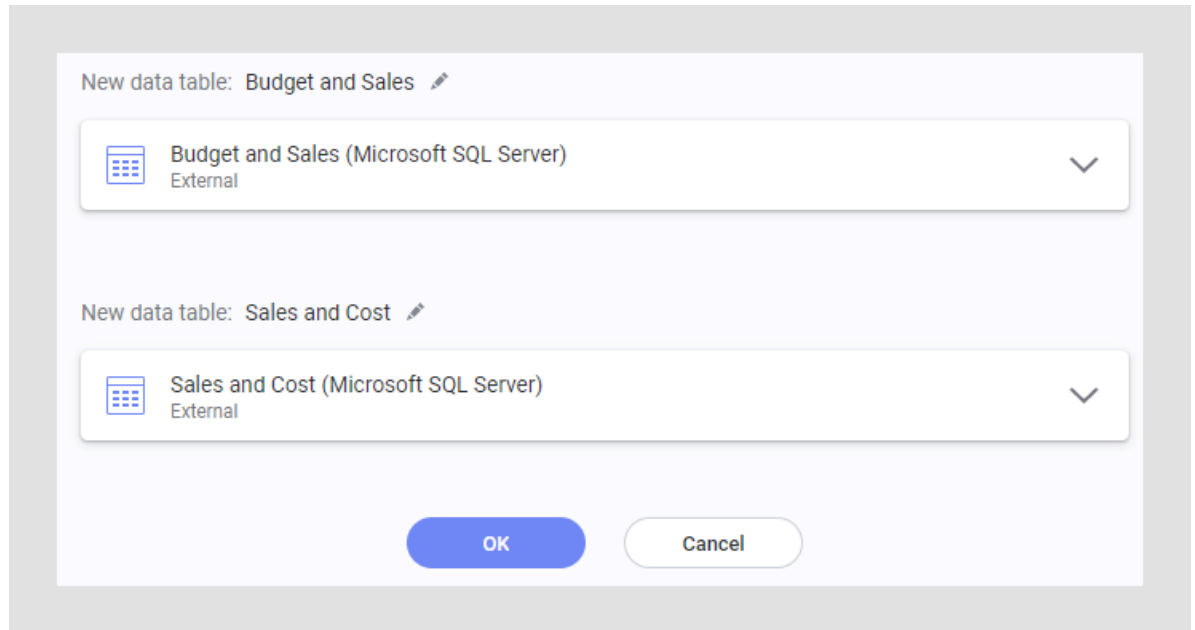 New data table: Budget and Sales
Budget and Sales (Microsoft SQL Server)
External
New data table: Sales and Cost
Sales and Cost (Microsoft SQL Server)
External
OK Cancel